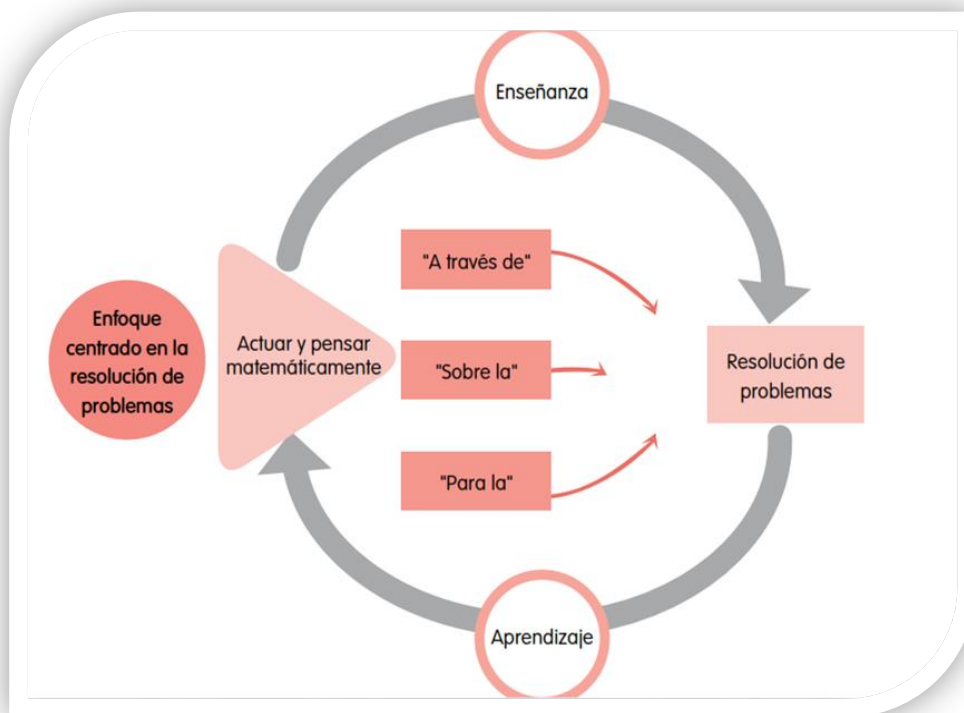 Enseñanza
"A través de"
Enfoque
centrado en la
resolución de
problemas
Actuar y pensar
matemáticamente
"Sobre la"
Resolución de
problemas
"Para la"
Aprendizaje